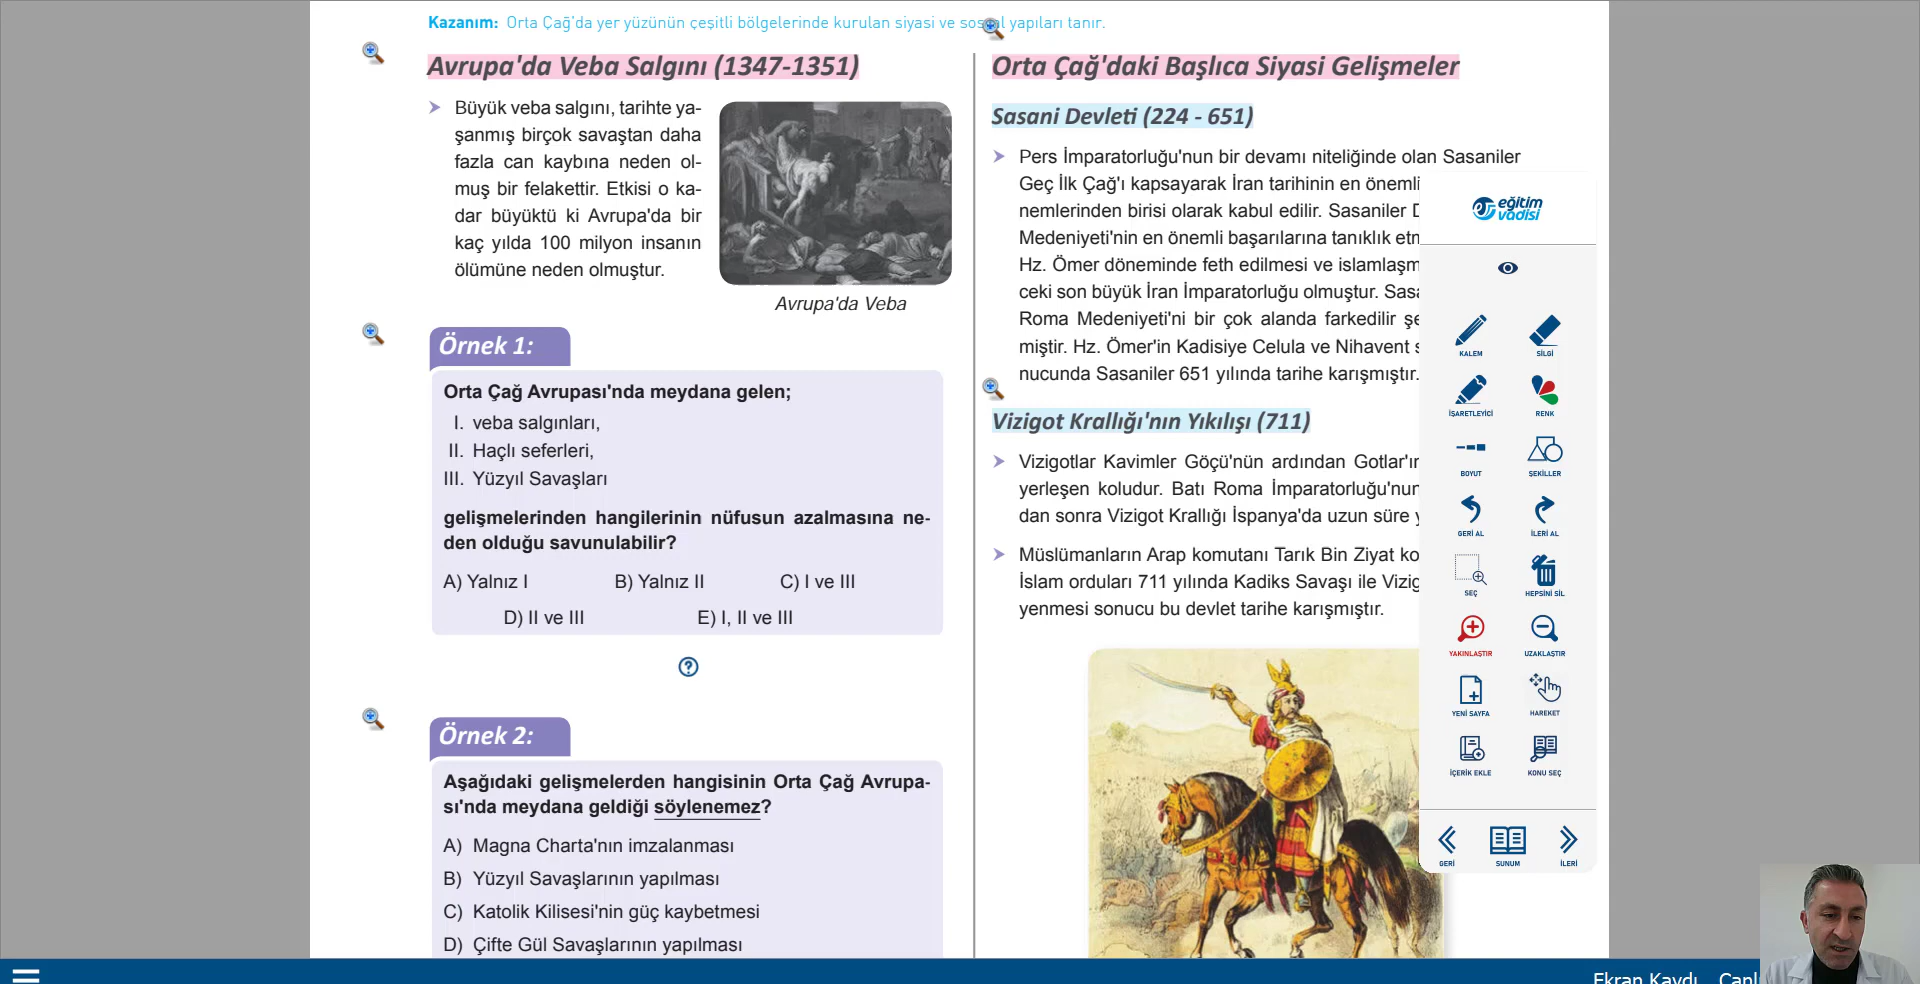 Kazanım: Orta Çağ'da yer yüzünün çeşitli bölgelerinde kurulan siyasi ve sosyal yapıları tanır.
Avrupa'da Veba Salgını (1347-1351)
Büyük veba salgını, tarihte ya-
şanmış birçok savaştan daha
fazla can kaybına neden ol-
muş bir felakettir. Etkisi o ka-
dar büyüktü ki Avrupa'da bir
kaç yılda 100 milyon insanın
ölümüne neden olmuştur.
Avrupa'da Veba
Örnek 1:
Orta Çağ Avrupası'nda meydana gelen;
I. veba salgınları,
II. Haçlı seferleri,
III. Yüzyıl Savaşları
gelişmelerinden hangilerinin nüfusun azalmasına ne-
den olduğu savunulabilir?
A) Yalnız I B) Yalnız II C) I ve III
D) II ve III E) I, II ve III
Örnek 2:
Aşağıdaki gelişmelerden hangisinin Orta Çağ Avrupa-
sı'nda meydana geldiği söylenemez?
A) Magna Charta'nın imzalanması
B) Yüzyıl Savaşlarının yapılması
C) Katolik Kilisesi'nin güç kaybetmesi
D) Çifte Gül Savaşlarının yapılması
Orta Çağ'daki Başlıca Siyasi Gelişmeler
Sasani Devleti (224 - 651)
Pers İmparatorluğu'nun bir devamı niteliğinde olan Sasaniler
Geç İlk Çağ'ı kapsayarak İran tarihinin en önemli
nemlerinden birisi olarak kabul edilir. Sasaniler
Medeniyeti'nin en önemli başarılarına tanıklık
Hz. Ömer döneminde feth edilmesi ve
ceki son büyük İran İmparatorluğu olmuştur.
Roma Medeniyeti'ni bir çok alanda farkedilir
miştir. Hz. Ömer'in Kadisiye Celula ve Nihavent
nucunda Sasaniler 651 yılında tarihe karışmıştır.
Vizigot Krallığı'nın Yıkılışı (711)
Vizigotlar Kavimler Göçü'nün ardından
yerleşen koludur. Batı Roma İmparatorluğu'nun
dan sonra Vizigot Krallığı İspanya'da uzun süre
Müslümanların Arap komutanı Tarık Bin Ziyat
İslam orduları 711 yılında Kadiks Savaşı ile
yenmesi sonucu bu devlet tarihe karışmıştır.
eğitim
vadisi
KALEM SİLGİ
İŞARETLEYİCİ RENK
BOYUT ŞEKİLLER
GERİ AL İLERİ AL
SEÇ HEPSİNİ SİL
YAKINLAŞTIR UZAKLAŞTIR
YENİ SAYFA HAREKET
İÇERİK EKLE KONU SEÇ
GERİ SUNUM İLERİ
Ekran Kaydı